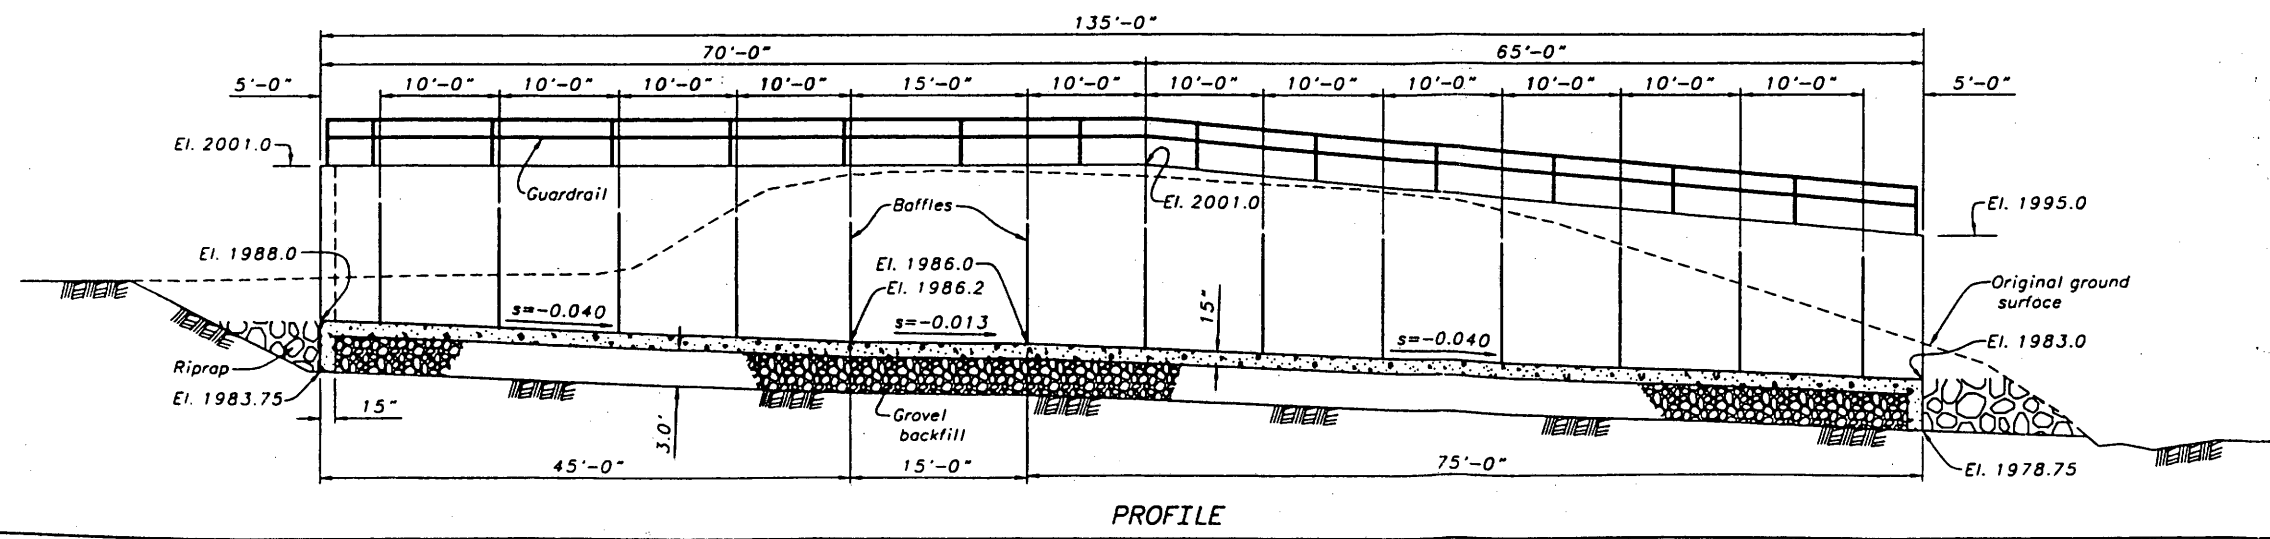 135'-0"
70'-0"
65'-0"
5'-0"
10'-0"
10'-0"
10'-0"
10'-0"
15'-0"
10'-0"
10'-0"
10'-0"
10'-0"
10'-0"
10'-0"
10'-0"
5'-0"
El. 2001.0
Guardrail
Baffles
El. 2001.0
El. 1995.0
El. 1988.0
El. 1986.0
El. 1986.2
Original ground
surface
s=-0.040
s=-0.013
15"
s=-0.040
El. 1983.0
Riprap
El. 1983.75
15"
3.0'
Gravel
backfill
El. 1978.75
45'-0"
15'-0"
75'-0"
PROFILE